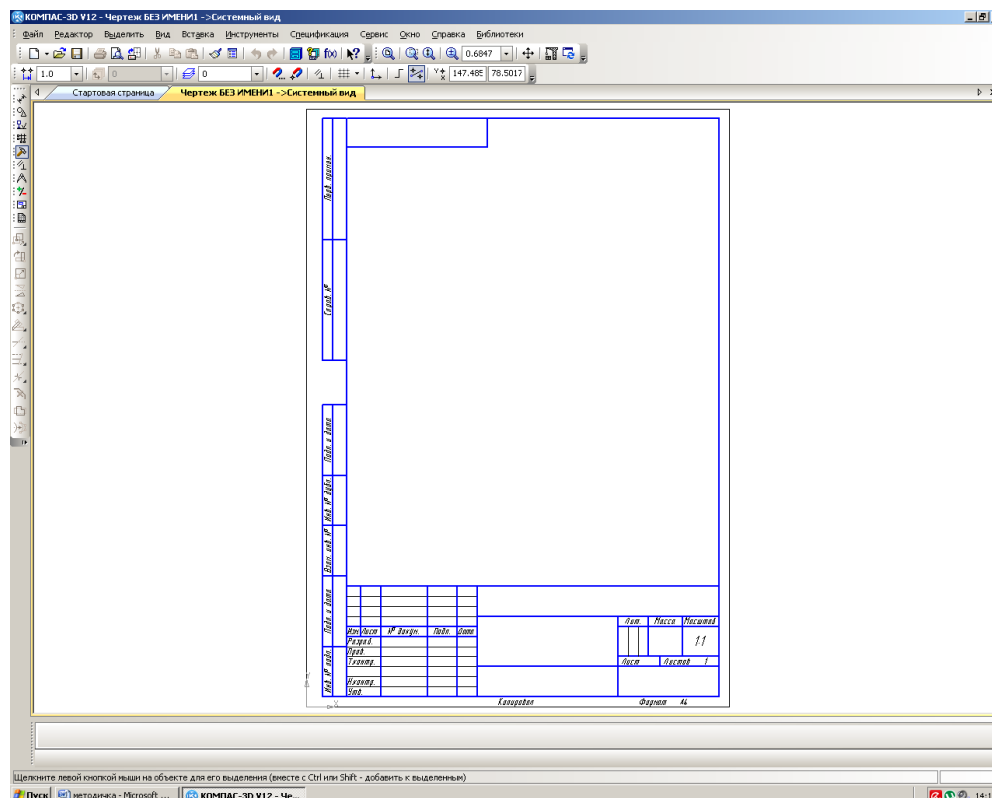 КОМПАС-3D V12 - Чертеж БЕЗ ИМЕНИ1 ->Системный вид
Файл Редактор Выделить Вид Вставка Инструменты Спецификация Сервис Окно Справка Библиотеки
f(x) 0.6847
1.0 0 0 147.485 78.5017
Стартовая страница Чертеж БЕЗ ИМЕНИ1 ->Системный вид
Перв. примен.
Справ. №
Подп. и дата
Инв. № дубл.
Взам. инв. №
Подп. и дата
Инв. № подл.
Лит. Масса Масштаб
Изм Лист № докум. Подп. Дата
Разраб.
1:1
Пров.
Т.контр.
Лист Листов 1
Н.контр.
Утв.
Копировал Формат А4
Щелкните левой кнопкой мыши на объекте для его выделения (вместе с Ctrl или Shift - добавить к выделенным)
Пуск методичка - Microsoft ... КОМПАС-3D V12 - Че...